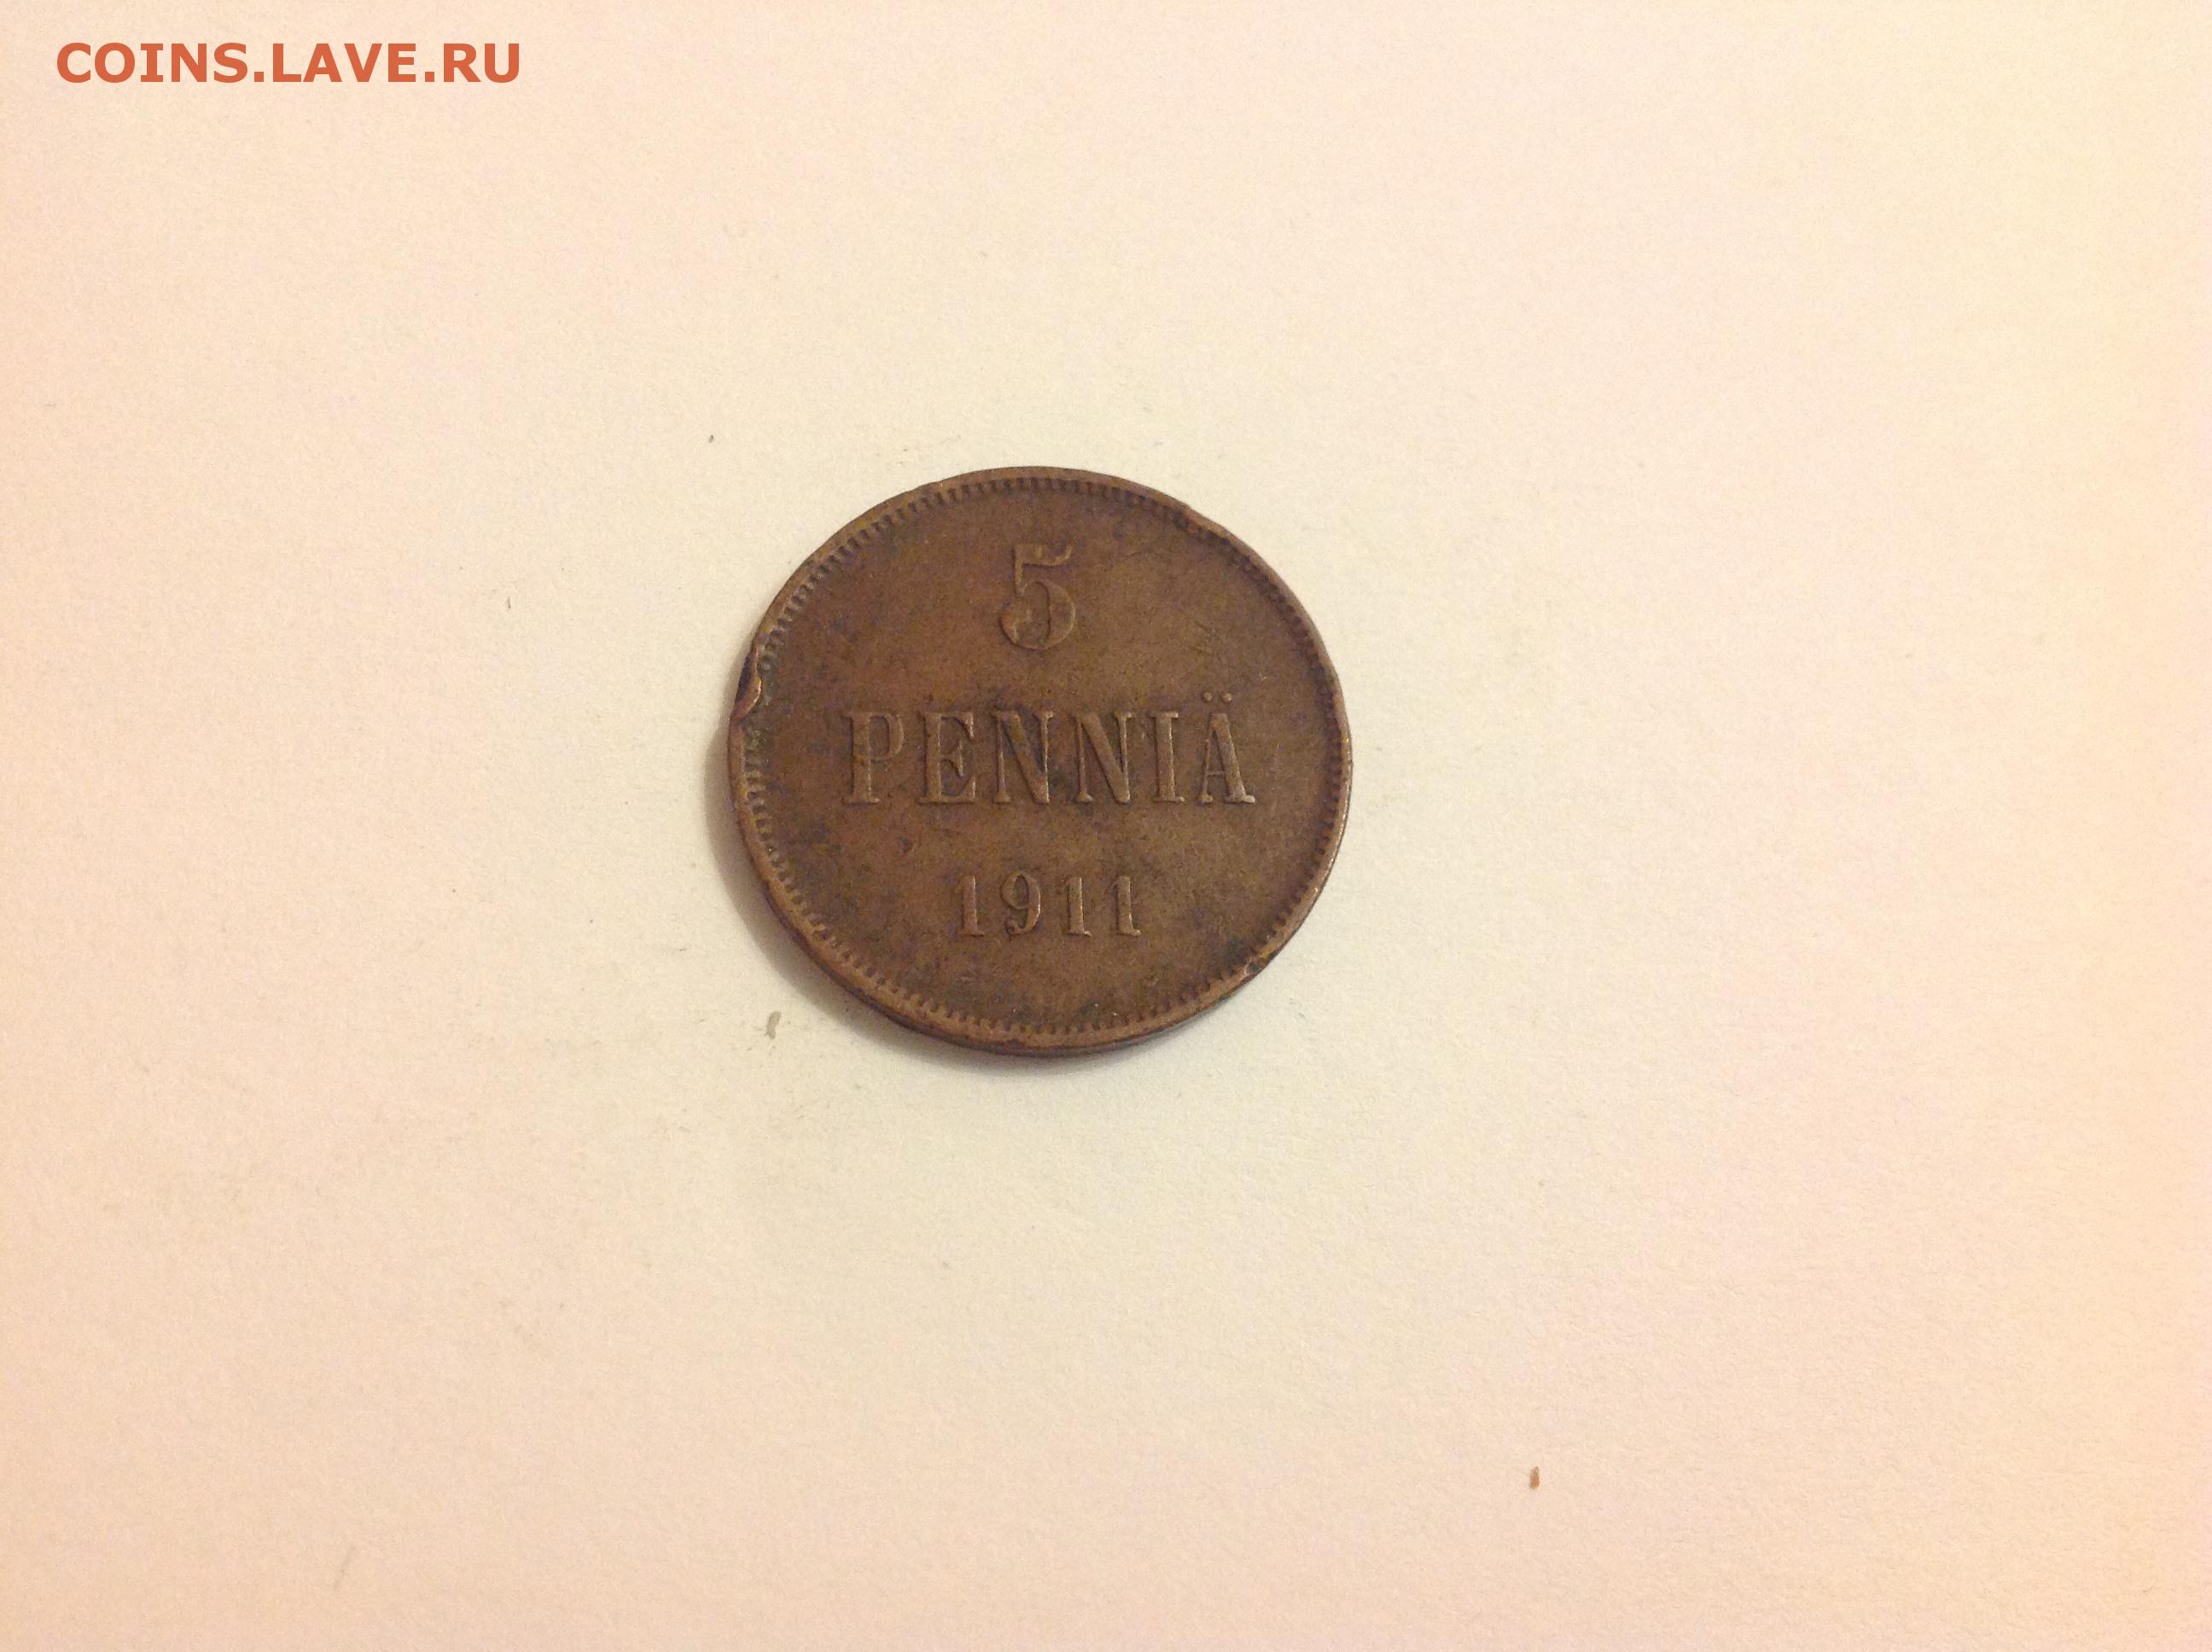 COINS.LAVE.RU
5
PENNIÄ
1911